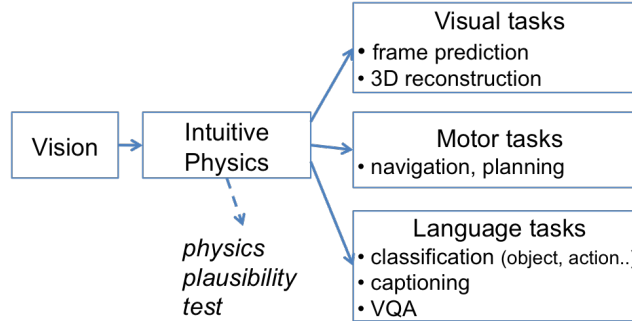 Vision
Intuitive
Physics
physics
plausibility
test
Visual tasks
• frame prediction
• 3D reconstruction
Motor tasks
• navigation, planning
Language tasks
• classification (object, action..)
• captioning
• VQA